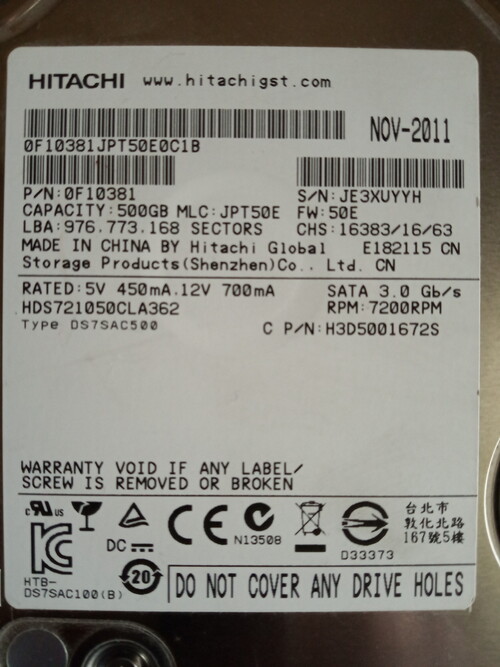 HITACHI www.hitachigst.com
NOV-2011
0F10381JPT50E0C1B
P/N:0F10381 S/N:JE3XUYYH
CAPACITY:500GB MLC:JPT50E FW:50E
LBA:976.773.168 SECTORS CHS:16383/16/63
MADE IN CHINA BY Hitachi Global E182115 CN
Storage Products(Shenzhen)Co., Ltd. CN
RATED:5V 450mA.12V 700mA SATA 3.0 Gb/s
HDS721050CLA362 RPM:7200RPM
Type DS7SAC500 C P/N:H3D5001672S
WARRANTY VOID IF ANY LABEL/
SCREW IS REMOVED OR BROKEN
c RU US
DC
CE
N13508
D33373
台北市
敦化北路
167號5樓
HTB-
DS7SAC100(B)
20
DO NOT COVER ANY DRIVE HOLES